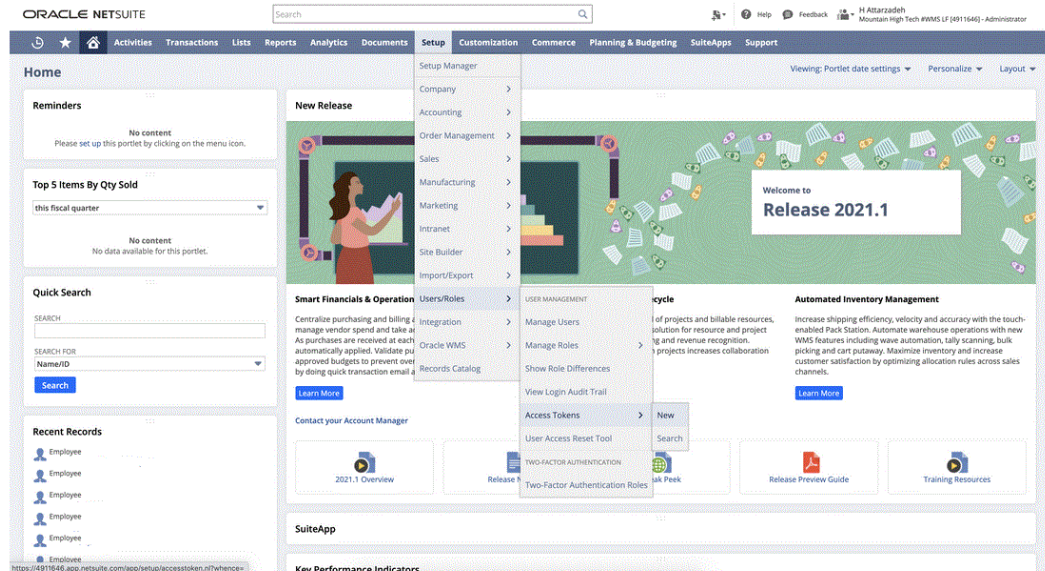 ORACLE NETSUITE
Search
Help
Feedback
H Attarzadeh
Mountain High Tech #WMS LF [4911646] - Administrator
Activities Transactions Lists Reports Analytics Documents Setup Customization Commerce Planning & Budgeting SuiteApps Support
Home
Viewing: Portlet date settings
Personalize
Layout
Reminders
No content
Please set up this portlet by clicking on the menu icon.
Top 5 Items By Qty Sold
this fiscal quarter
No content
No data available for this portlet.
Quick Search
SEARCH
SEARCH FOR
Name/ID
Search
Recent Records
Employee
Employee
Employee
Employee
Employee
Employee
https://4911646.app.netsuite.com/app/setup/accesstoken.nl?whence=
Setup Manager
Company
Accounting
Order Management
Sales
Manufacturing
Marketing
Intranet
Site Builder
Import/Export
Users/Roles
Integration
Oracle WMS
Records Catalog
USER MANAGEMENT
Manage Users
Manage Roles
Show Role Differences
View Login Audit Trail
Access Tokens
User Access Reset Tool
TWO-FACTOR AUTHENTICATION
Two-Factor Authentication Roles
New
Search
New Release
Welcome to
Release 2021.1
Smart Financials & Operation
Centralize purchasing and billing
manage vendor spend and take
As purchases are received at each
automatically applied. Validate
approved budgets to prevent
by doing quick transaction email
Learn More
Contact your Account Manager
of projects and billable resources,
solution for resource and project
and revenue recognition.
projects increases collaboration
Automated Inventory Management
Increase shipping efficiency, velocity and accuracy with the touch-
enabled Pack Station. Automate warehouse operations with new
WMS features including wave automation, tally scanning, bulk
picking and cart putaway. Maximize inventory and increase
customer satisfaction by optimizing allocation rules across sales
channels.
Learn More
2021.1 Overview
Release
Peek
Release Preview Guide
Training Resources
SuiteApp
Key Performance Indicators